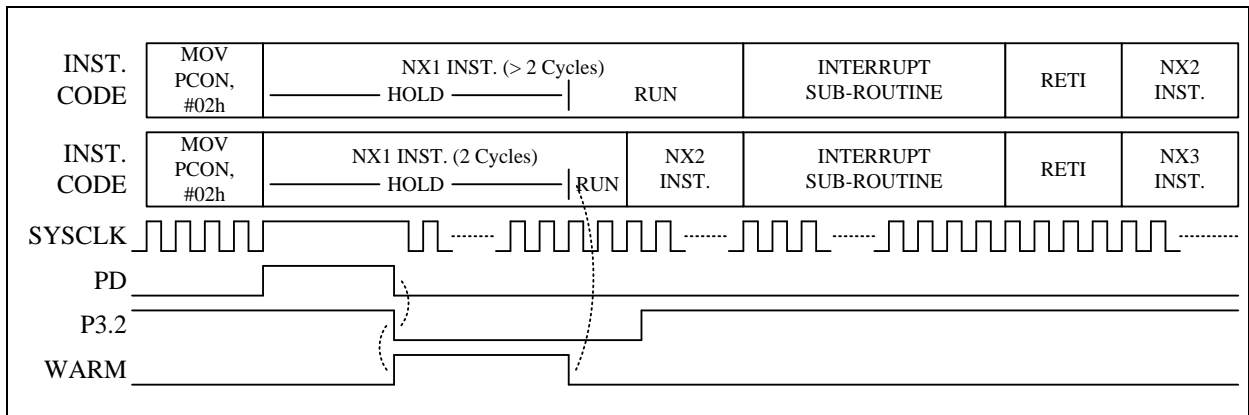 INST.
CODE
MOV
PCON,
#02h
NX1 INST. (> 2 Cycles)
HOLD
RUN
INTERRUPT
SUB-ROUTINE
RETI
NX2
INST.
INST.
CODE
MOV
PCON,
#02h
NX1 INST. (2 Cycles)
HOLD
RUN
NX2
INST.
INTERRUPT
SUB-ROUTINE
RETI
NX3
INST.
SYSCLK
PD
P3.2
WARM